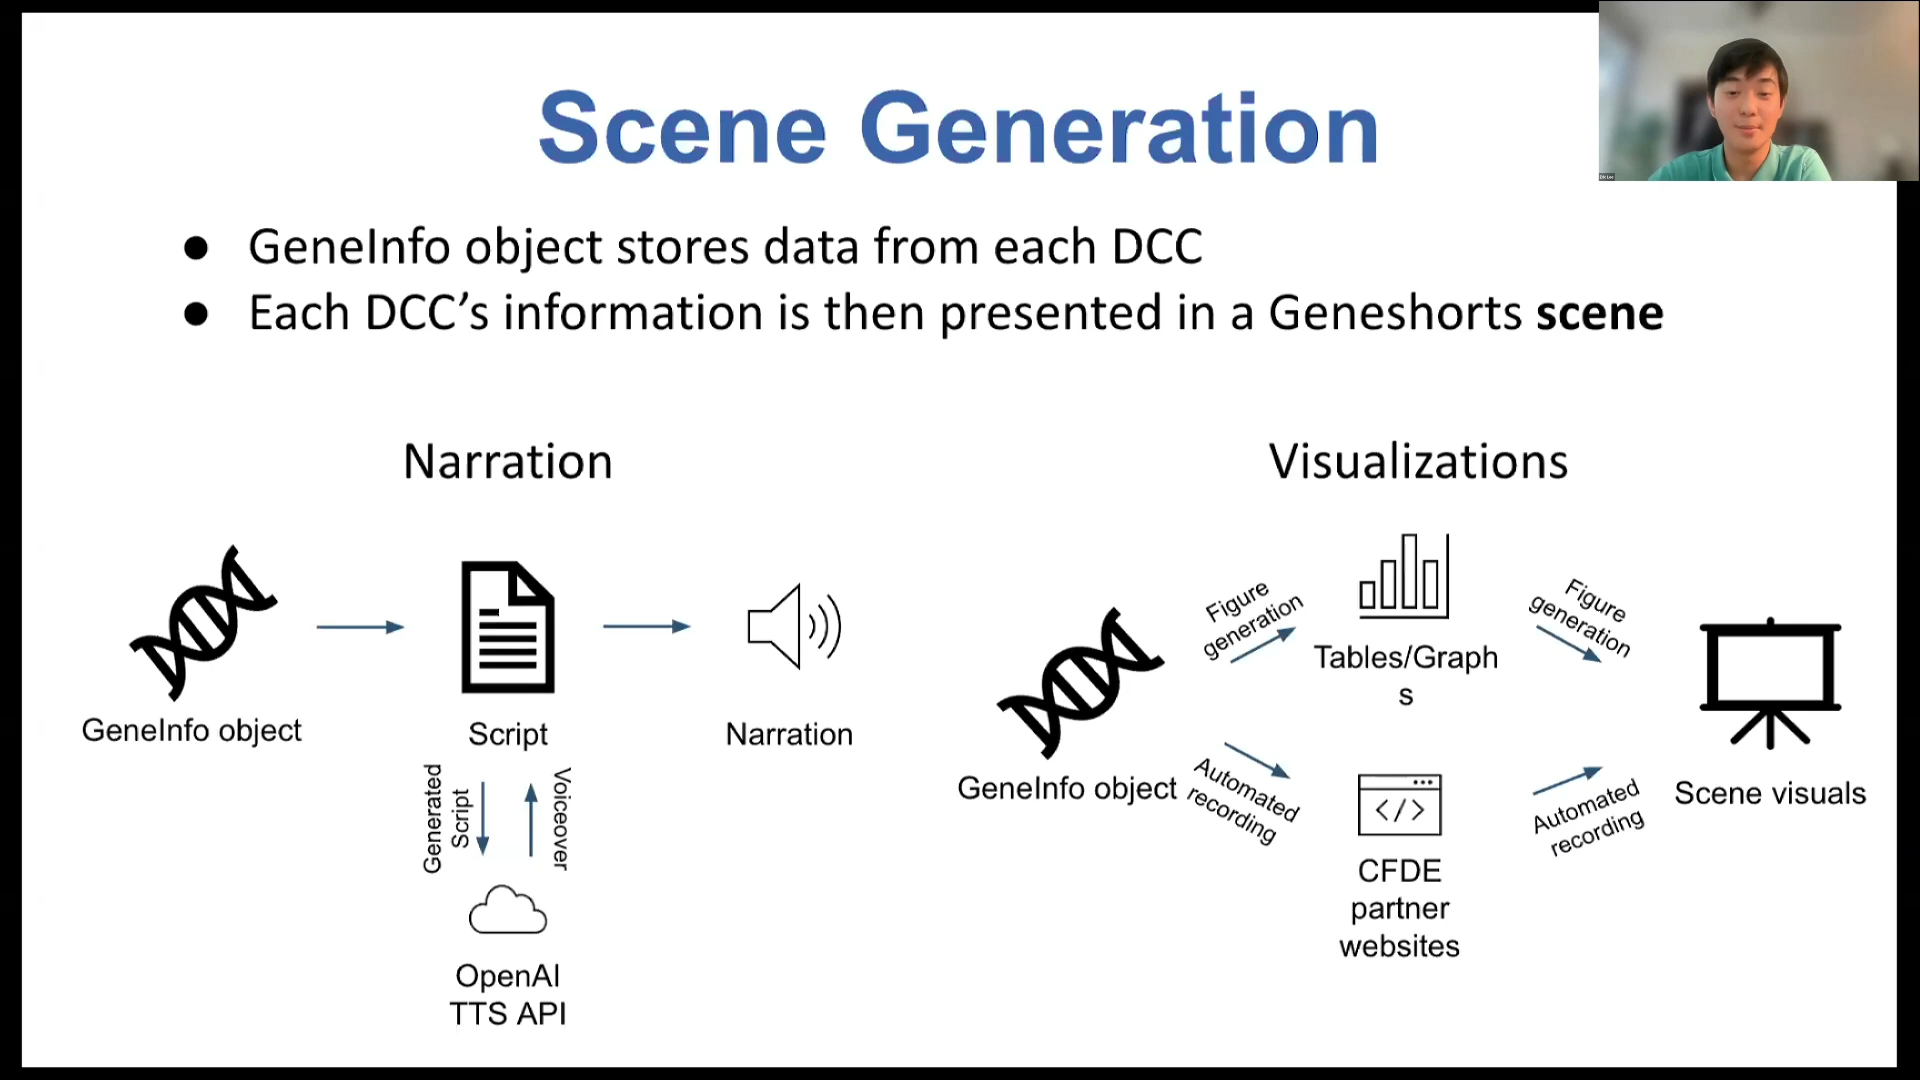 Scene Generation
● GeneInfo object stores data from each DCC
● Each DCC’s information is then presented in a Geneshorts scene
Narration
GeneInfo object
Script
Narration
Generated
Script
Voiceover
OpenAI
TTS API
Visualizations
GeneInfo object
Figure
generation
Tables/Graph
s
Figure
generation
Automated
recording
</>
CFDE
partner
websites
Automated
recording
Scene visuals